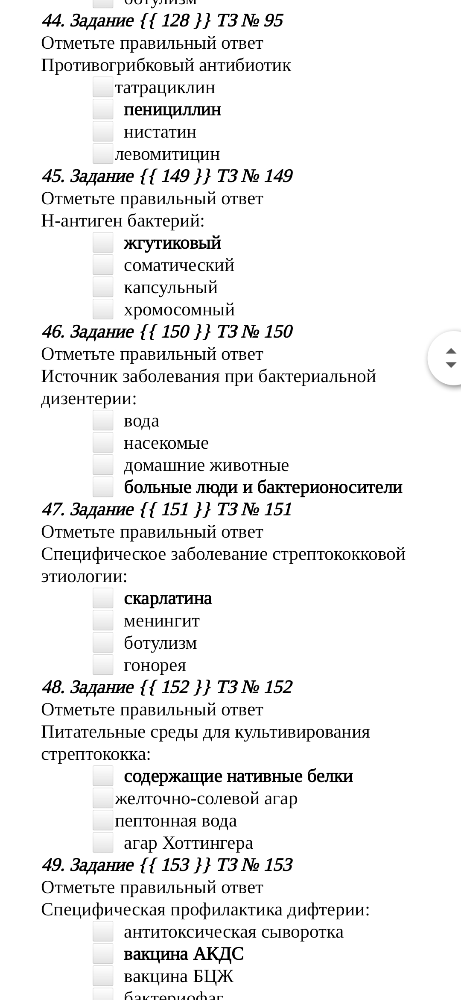 ботулизм
44. Задание {{ 128 }} ТЗ № 95
Отметьте правильный ответ
Противогрибковый антибиотик
татрациклин
пенициллин
нистатин
левомитицин
45. Задание {{ 149 }} ТЗ № 149
Отметьте правильный ответ
Н-антиген бактерий:
жгутиковый
соматический
капсульный
хромосомный
46. Задание {{ 150 }} ТЗ № 150
Отметьте правильный ответ
Источник заболевания при бактериальной
дизентерии:
вода
насекомые
домашние животные
больные люди и бактерионосители
47. Задание {{ 151 }} ТЗ № 151
Отметьте правильный ответ
Специфическое заболевание стрептококковой
этиологии:
скарлатина
менингит
ботулизм
гонорея
48. Задание {{ 152 }} ТЗ № 152
Отметьте правильный ответ
Питательные среды для культивирования
стрептококка:
содержащие нативные белки
желточно-солевой агар
пептонная вода
агар Хоттингера
49. Задание {{ 153 }} ТЗ № 153
Отметьте правильный ответ
Специфическая профилактика дифтерии:
антитоксическая сыворотка
вакцина АКДС
вакцина БЦЖ
бактериофаг